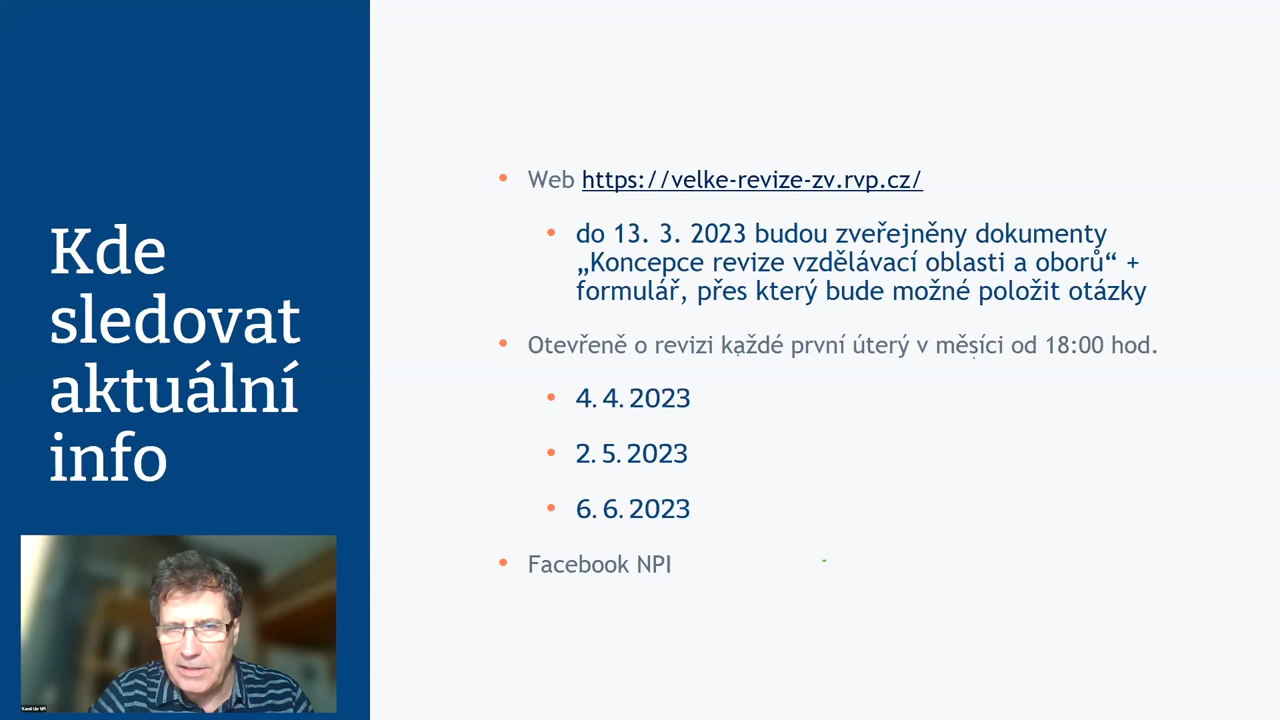 Kde
sledovat
aktuální
info
Web https://velke-revize-zv.rvp.cz/
do 13. 3. 2023 budou zveřejněny dokumenty
„Koncepce revize vzdělávací oblasti a oborů“ +
formulář, přes který bude možné položit otázky
Otevřeně o revizi každé první úterý v měsíci od 18:00 hod.
4. 4. 2023
2. 5. 2023
6. 6. 2023
Facebook NPI